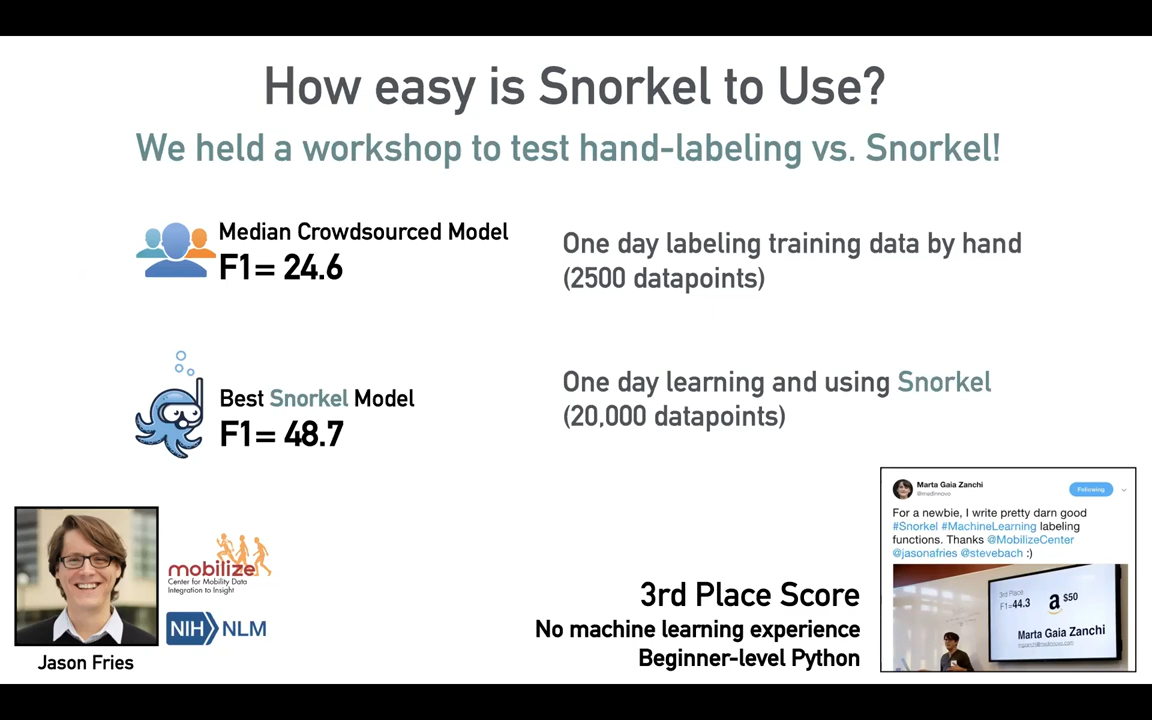 How easy is Snorkel to Use?
We held a workshop to test hand-labeling vs. Snorkel!
Median Crowdsourced Model
F1= 24.6
One day labeling training data by hand
(2500 datapoints)
Best Snorkel Model
F1= 48.7
One day learning and using Snorkel
(20,000 datapoints)
Jason Fries
mobilize
Center for Mobility Data
Integration to Insight
NIH NLM
3rd Place Score
No machine learning experience
Beginner-level Python
Marta Gaia Zanchi
@medinnovo
Following
For a newbie, I write pretty darn good
#Snorkel #MachineLearning labeling
functions. Thanks @MobilizeCenter
@jasonafries @stevebach :)
3rd Place
F1=44.3
a $50
Marta Gaia Zanchi